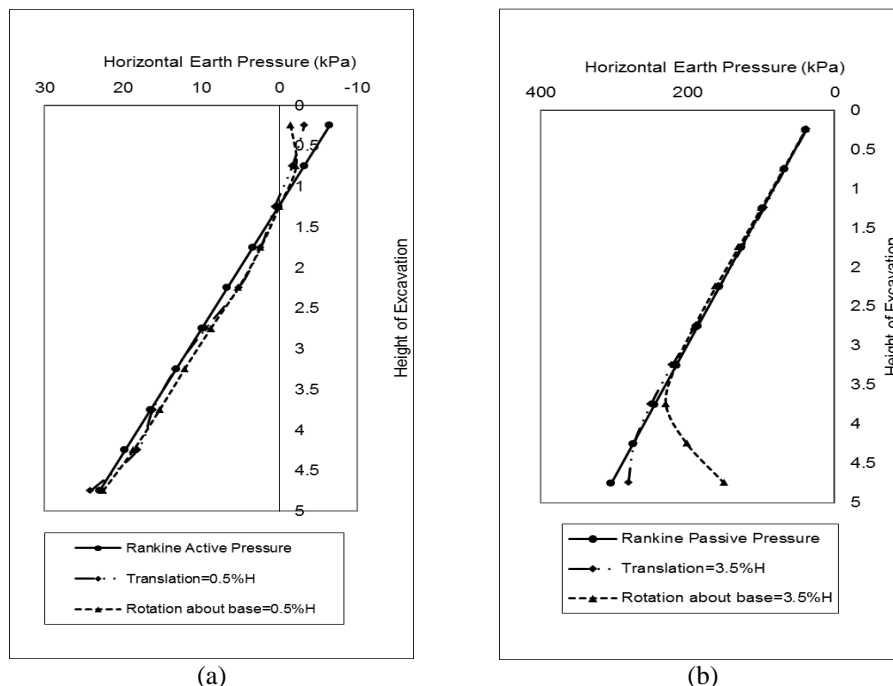 Horizontal Earth Pressure (kPa)
30 20 10 0 -10
0
0.5
1
1.5
2
2.5
3
3.5
4
4.5
5
Height of Excavation
Rankine Active Pressure
Translation=0.5%H
Rotation about base=0.5%H
(a)
Horizontal Earth Pressure (kPa)
400 200 0
0
0.5
1
1.5
2
2.5
3
3.5
4
4.5
5
Height of Excavation
Rankine Passive Pressure
Translation=3.5%H
Rotation about base=3.5%H
(b)